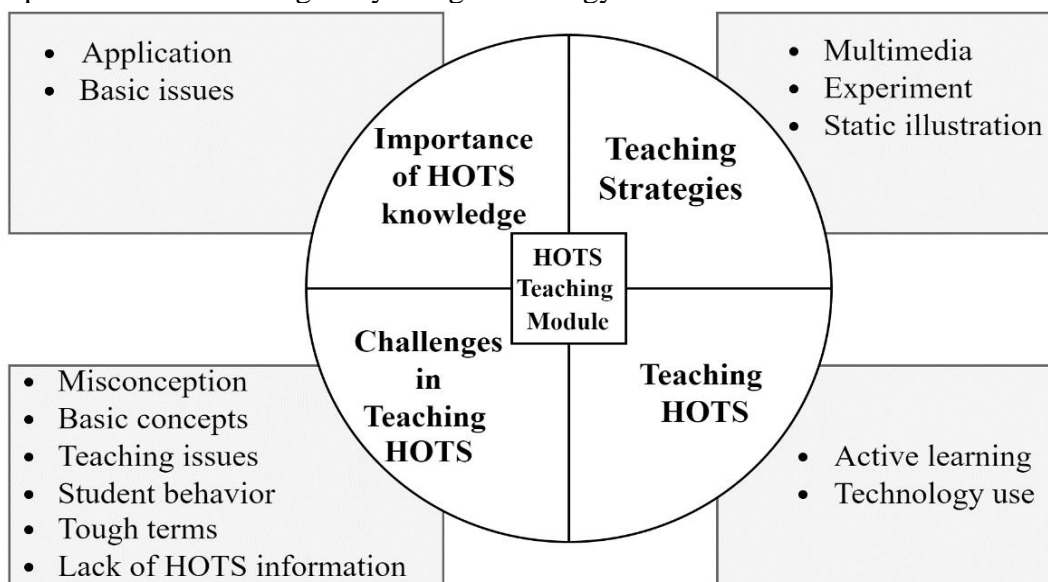 • Application
• Basic issues
• Multimedia
• Experiment
• Static illustration
Importance
of HOTS
knowledge
Teaching
Strategies
HOTS
Teaching
Module
Challenges
in
Teaching
HOTS
Teaching
HOTS
• Misconception
• Basic concepts
• Teaching issues
• Student behavior
• Tough terms
• Lack of HOTS information
• Active learning
• Technology use